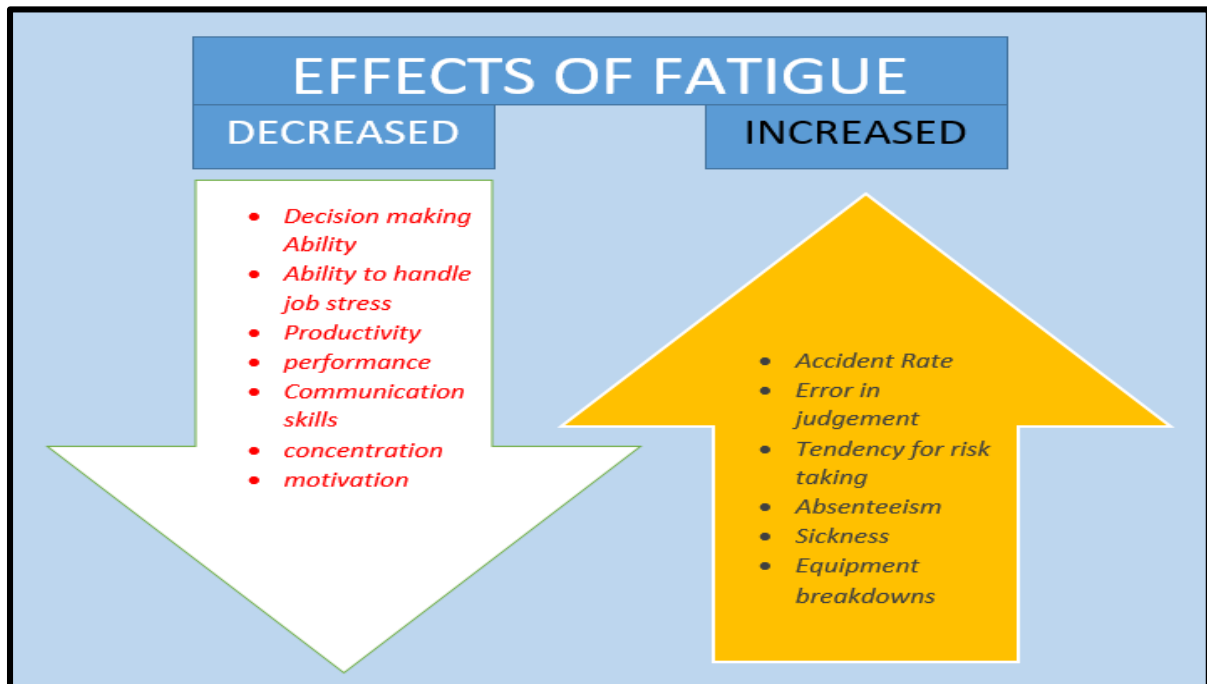 EFFECTS OF FATIGUE
DECREASED
• Decision making
Ability
• Ability to handle
job stress
• Productivity
• performance
• Communication
skills
• concentration
• motivation
INCREASED
• Accident Rate
• Error in
judgement
• Tendency for risk
taking
• Absenteeism
• Sickness
• Equipment
breakdowns